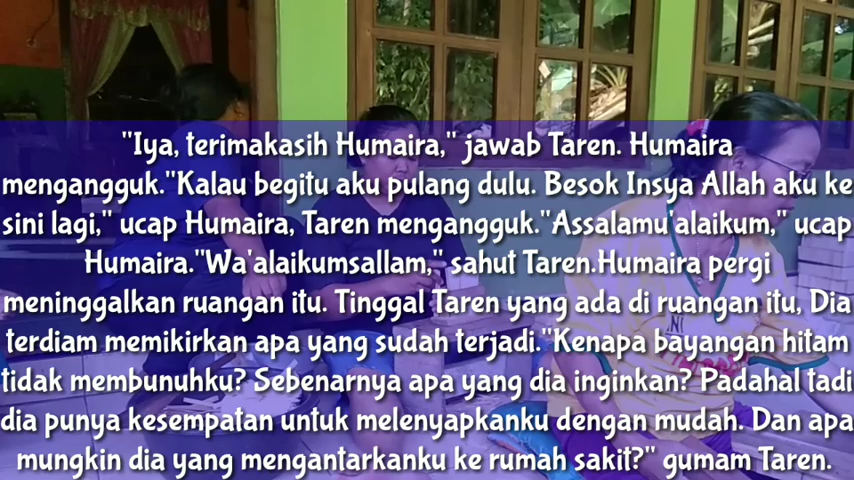 "Iya, terimakasih Humaira," jawab Taren. Humaira
mengangguk."Kalau begitu aku pulang dulu. Besok Insya Allah aku ke
sini lagi," ucap Humaira, Taren mengangguk."Assalamu'alaikum," ucap
Humaira."Wa'alaikumsallam," sahut Taren.Humaira pergi
meninggalkan ruangan itu. Tinggal Taren yang ada di ruangan itu, Dia
terdiam memikirkan apa yang sudah terjadi."Kenapa bayangan hitam
tidak membunuhku? Sebenarnya apa yang dia inginkan? Padahal tadi
dia punya kesempatan untuk melenyapkanku dengan mudah. Dan apa
mungkin dia yang mengantarkanku ke rumah sakit?" gumam Taren.